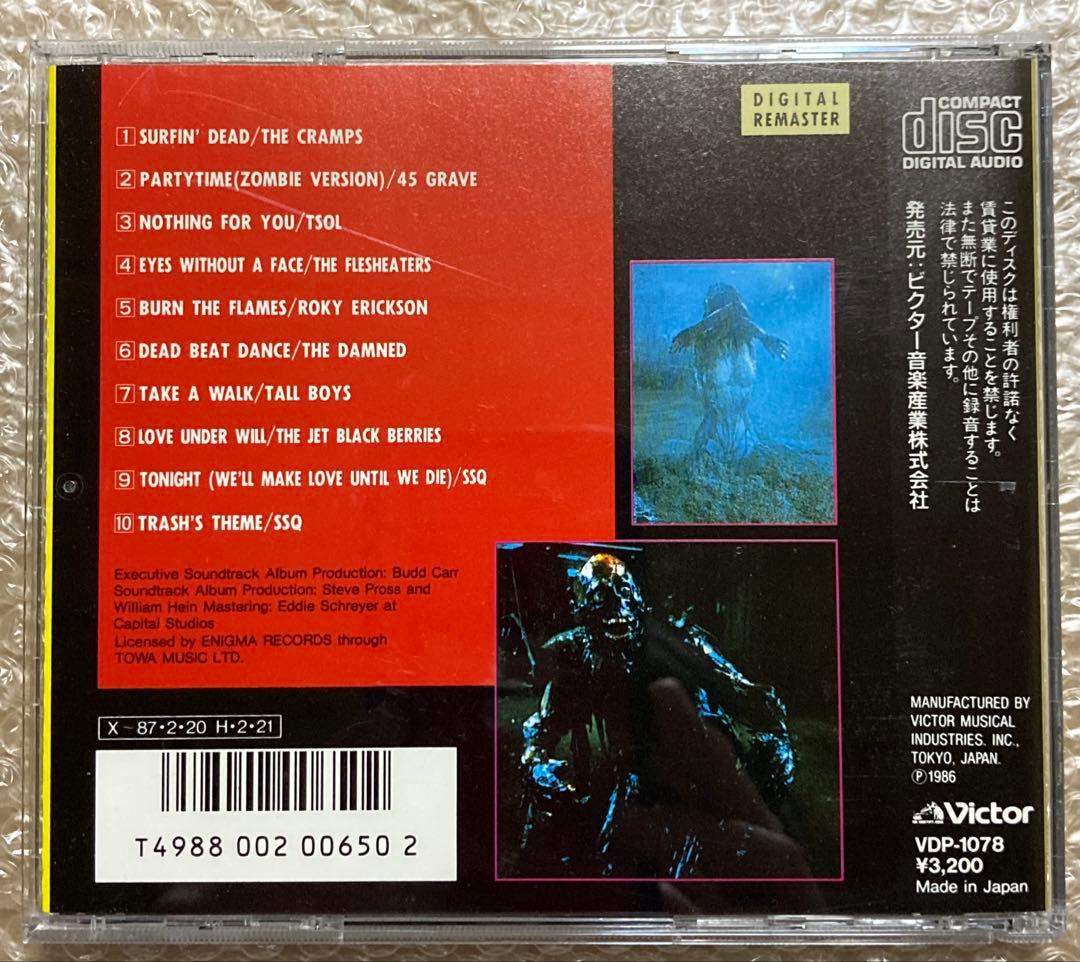 1 SURFIN' DEAD/THE CRAMPS
2 PARTYTIME(ZOMBIE VERSION)/45 GRAVE
3 NOTHING FOR YOU/TSOL
4 EYES WITHOUT A FACE/THE FLESHEATERS
5 BURN THE FLAMES/ROKY ERICKSON
6 DEAD BEAT DANCE/THE DAMNED
7 TAKE A WALK/TALL BOYS
8 LOVE UNDER WILL/THE JET BLACK BERRIES
9 TONIGHT (WE'LL MAKE LOVE UNTIL WE DIE)/SSQ
10 TRASH'S THEME/SSQ
Executive Soundtrack Album Production: Budd Carr
Soundtrack Album Production: Steve Pross and
William Hein Mastering: Eddie Schreyer at
Capital Studios
Licensed by ENIGMA RECORDS through
TOWA MUSIC LTD.
X-87・2・20 H・2・21
T4988 002 00650 2
DIGITAL
REMASTER
COMPACT
disc
DIGITAL AUDIO
このディスクは権利者の許諾なく
賃貸業に使用することを禁じます。
また無断でテープその他に録音することは
法律で禁じられています。
発売元:ビクター音楽産業株式会社
MANUFACTURED BY
VICTOR MUSICAL
INDUSTRIES. INC.,
TOKYO, JAPAN.
Ⓟ1986
Victor
VDP-1078
¥3,200
Made in Japan